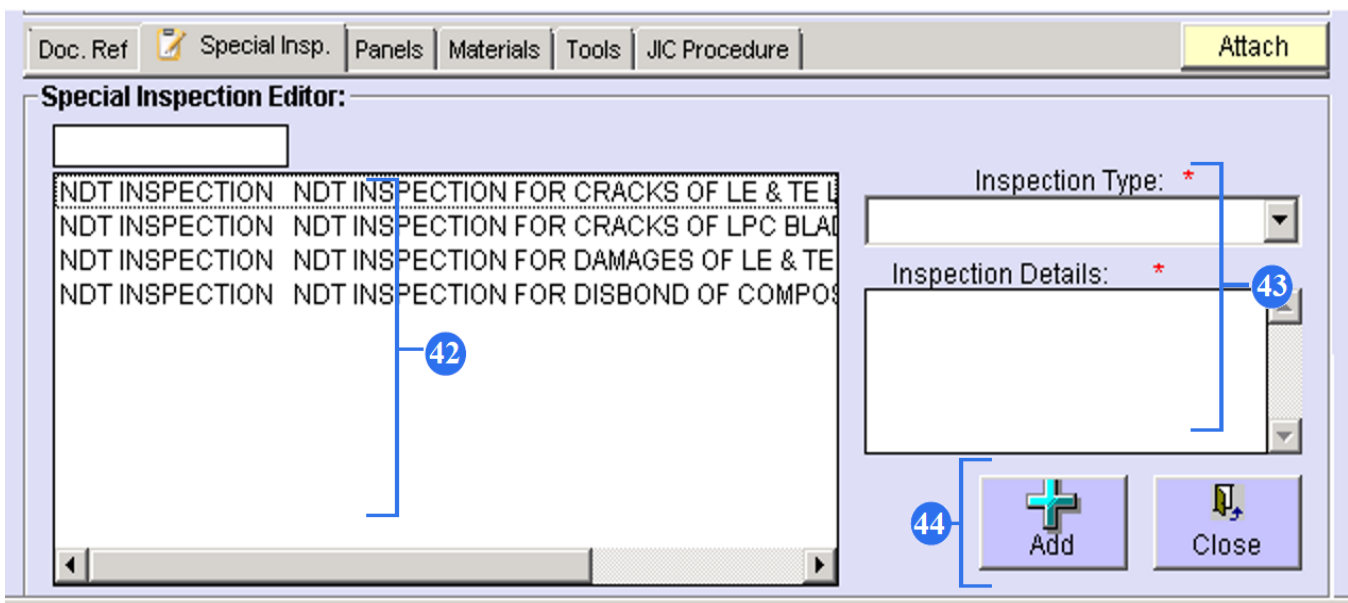 Doc. Ref Special Insp. Panels Materials Tools JIC Procedure Attach
Special Inspection Editor:
NDT INSPECTION NDT INSPECTION FOR CRACKS OF LE & TE L
NDT INSPECTION NDT INSPECTION FOR CRACKS OF LPC BLAD
NDT INSPECTION NDT INSPECTION FOR DAMAGES OF LE & TE
NDT INSPECTION NDT INSPECTION FOR DISBOND OF COMPOS
42
Inspection Type: *
Inspection Details: *
43
44
Add
Close